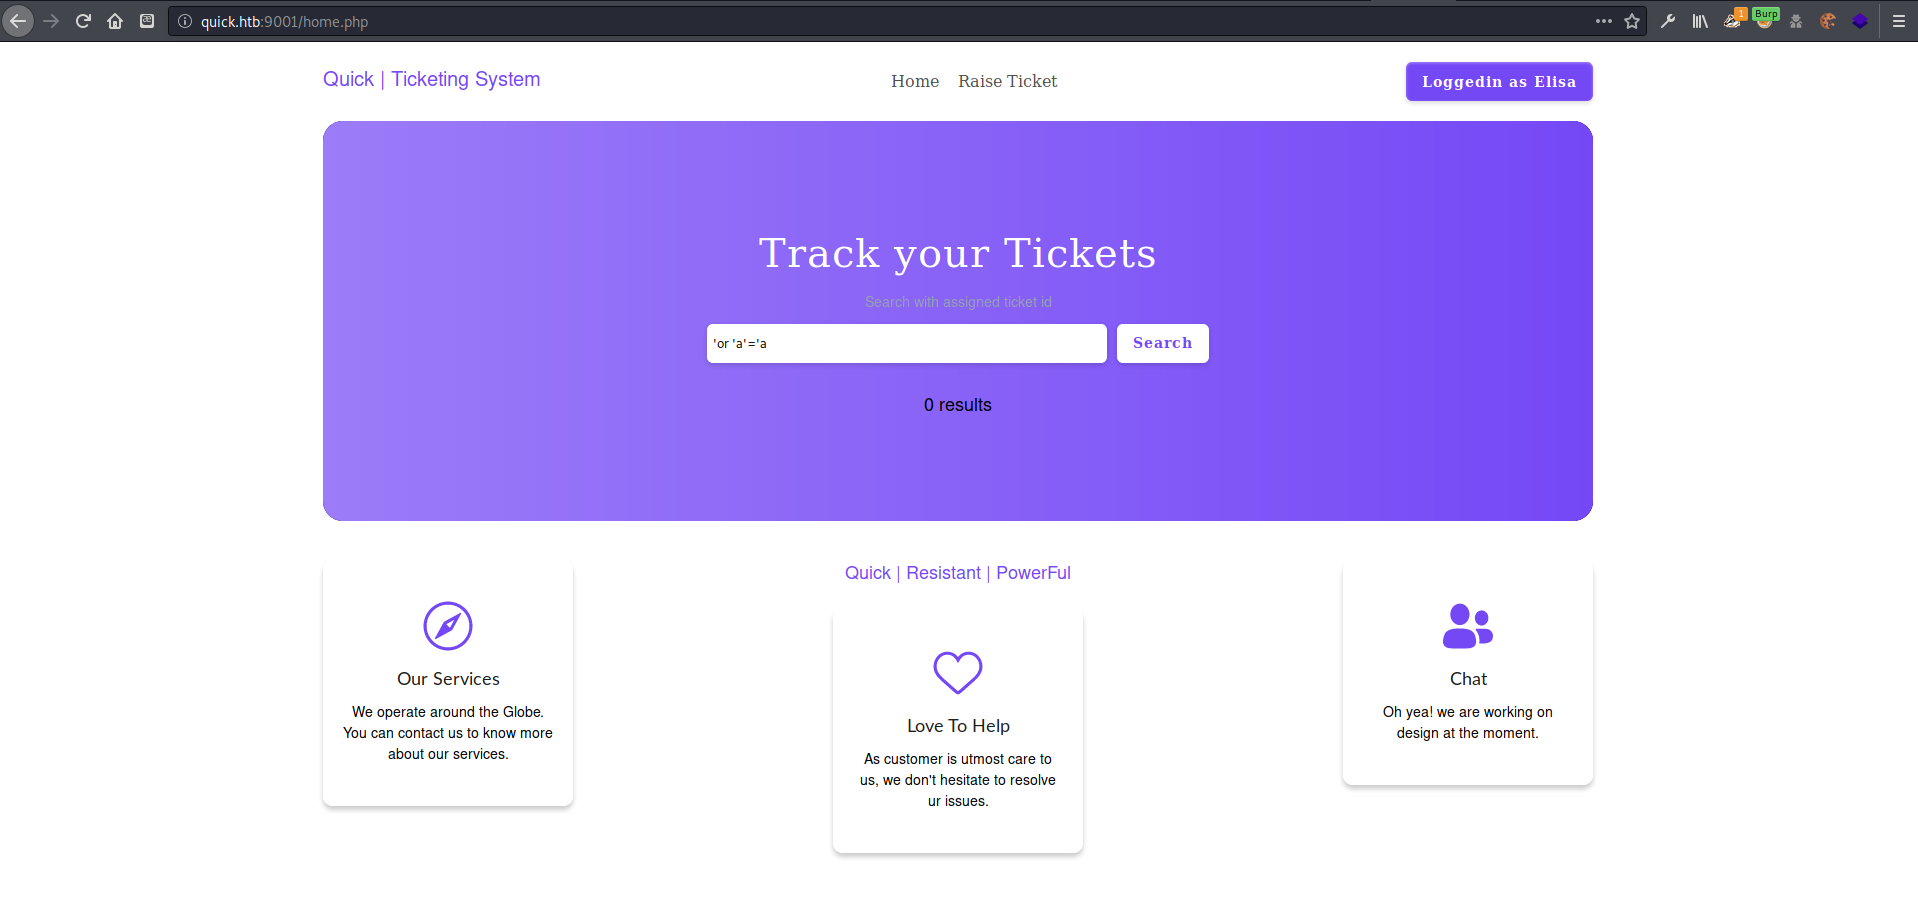 quick.htb:9001/home.php
1
Burp
Quick | Ticketing System
Home
Raise Ticket
Loggedin as Elisa
Track your Tickets
Search with assigned ticket id
'or 'a'='a
Search
0 results
Quick | Resistant | PowerFul
Our Services
We operate around the Globe.
You can contact us to know more
about our services.
Love To Help
As customer is utmost care to
us, we don't hesitate to resolve
ur issues.
Chat
Oh yea! we are working on
design at the moment.